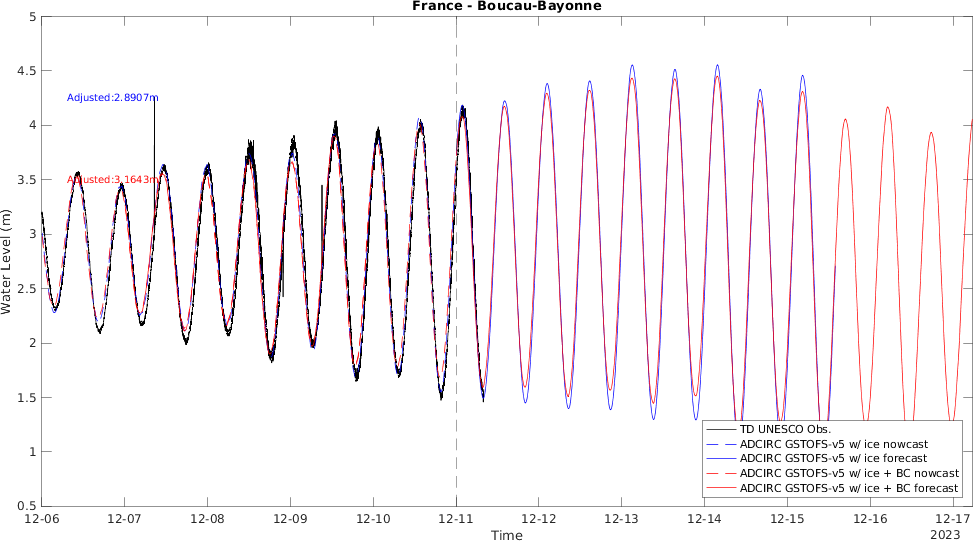 France - Boucau-Bayonne
5
4.5
4
3.5
3
2.5
2
1.5
1
0.5
Water Level (m)
Adjusted:2.8907m
Adjusted:3.1643m
TD UNESCO Obs.
ADCIRC GSTOFS-v5 w/ ice nowcast
ADCIRC GSTOFS-v5 w/ ice forecast
ADCIRC GSTOFS-v5 w/ ice + BC nowcast
ADCIRC GSTOFS-v5 w/ ice + BC forecast
12-06 12-07 12-08 12-09 12-10 12-11 12-12 12-13 12-14 12-15 12-16 12-17
Time
2023